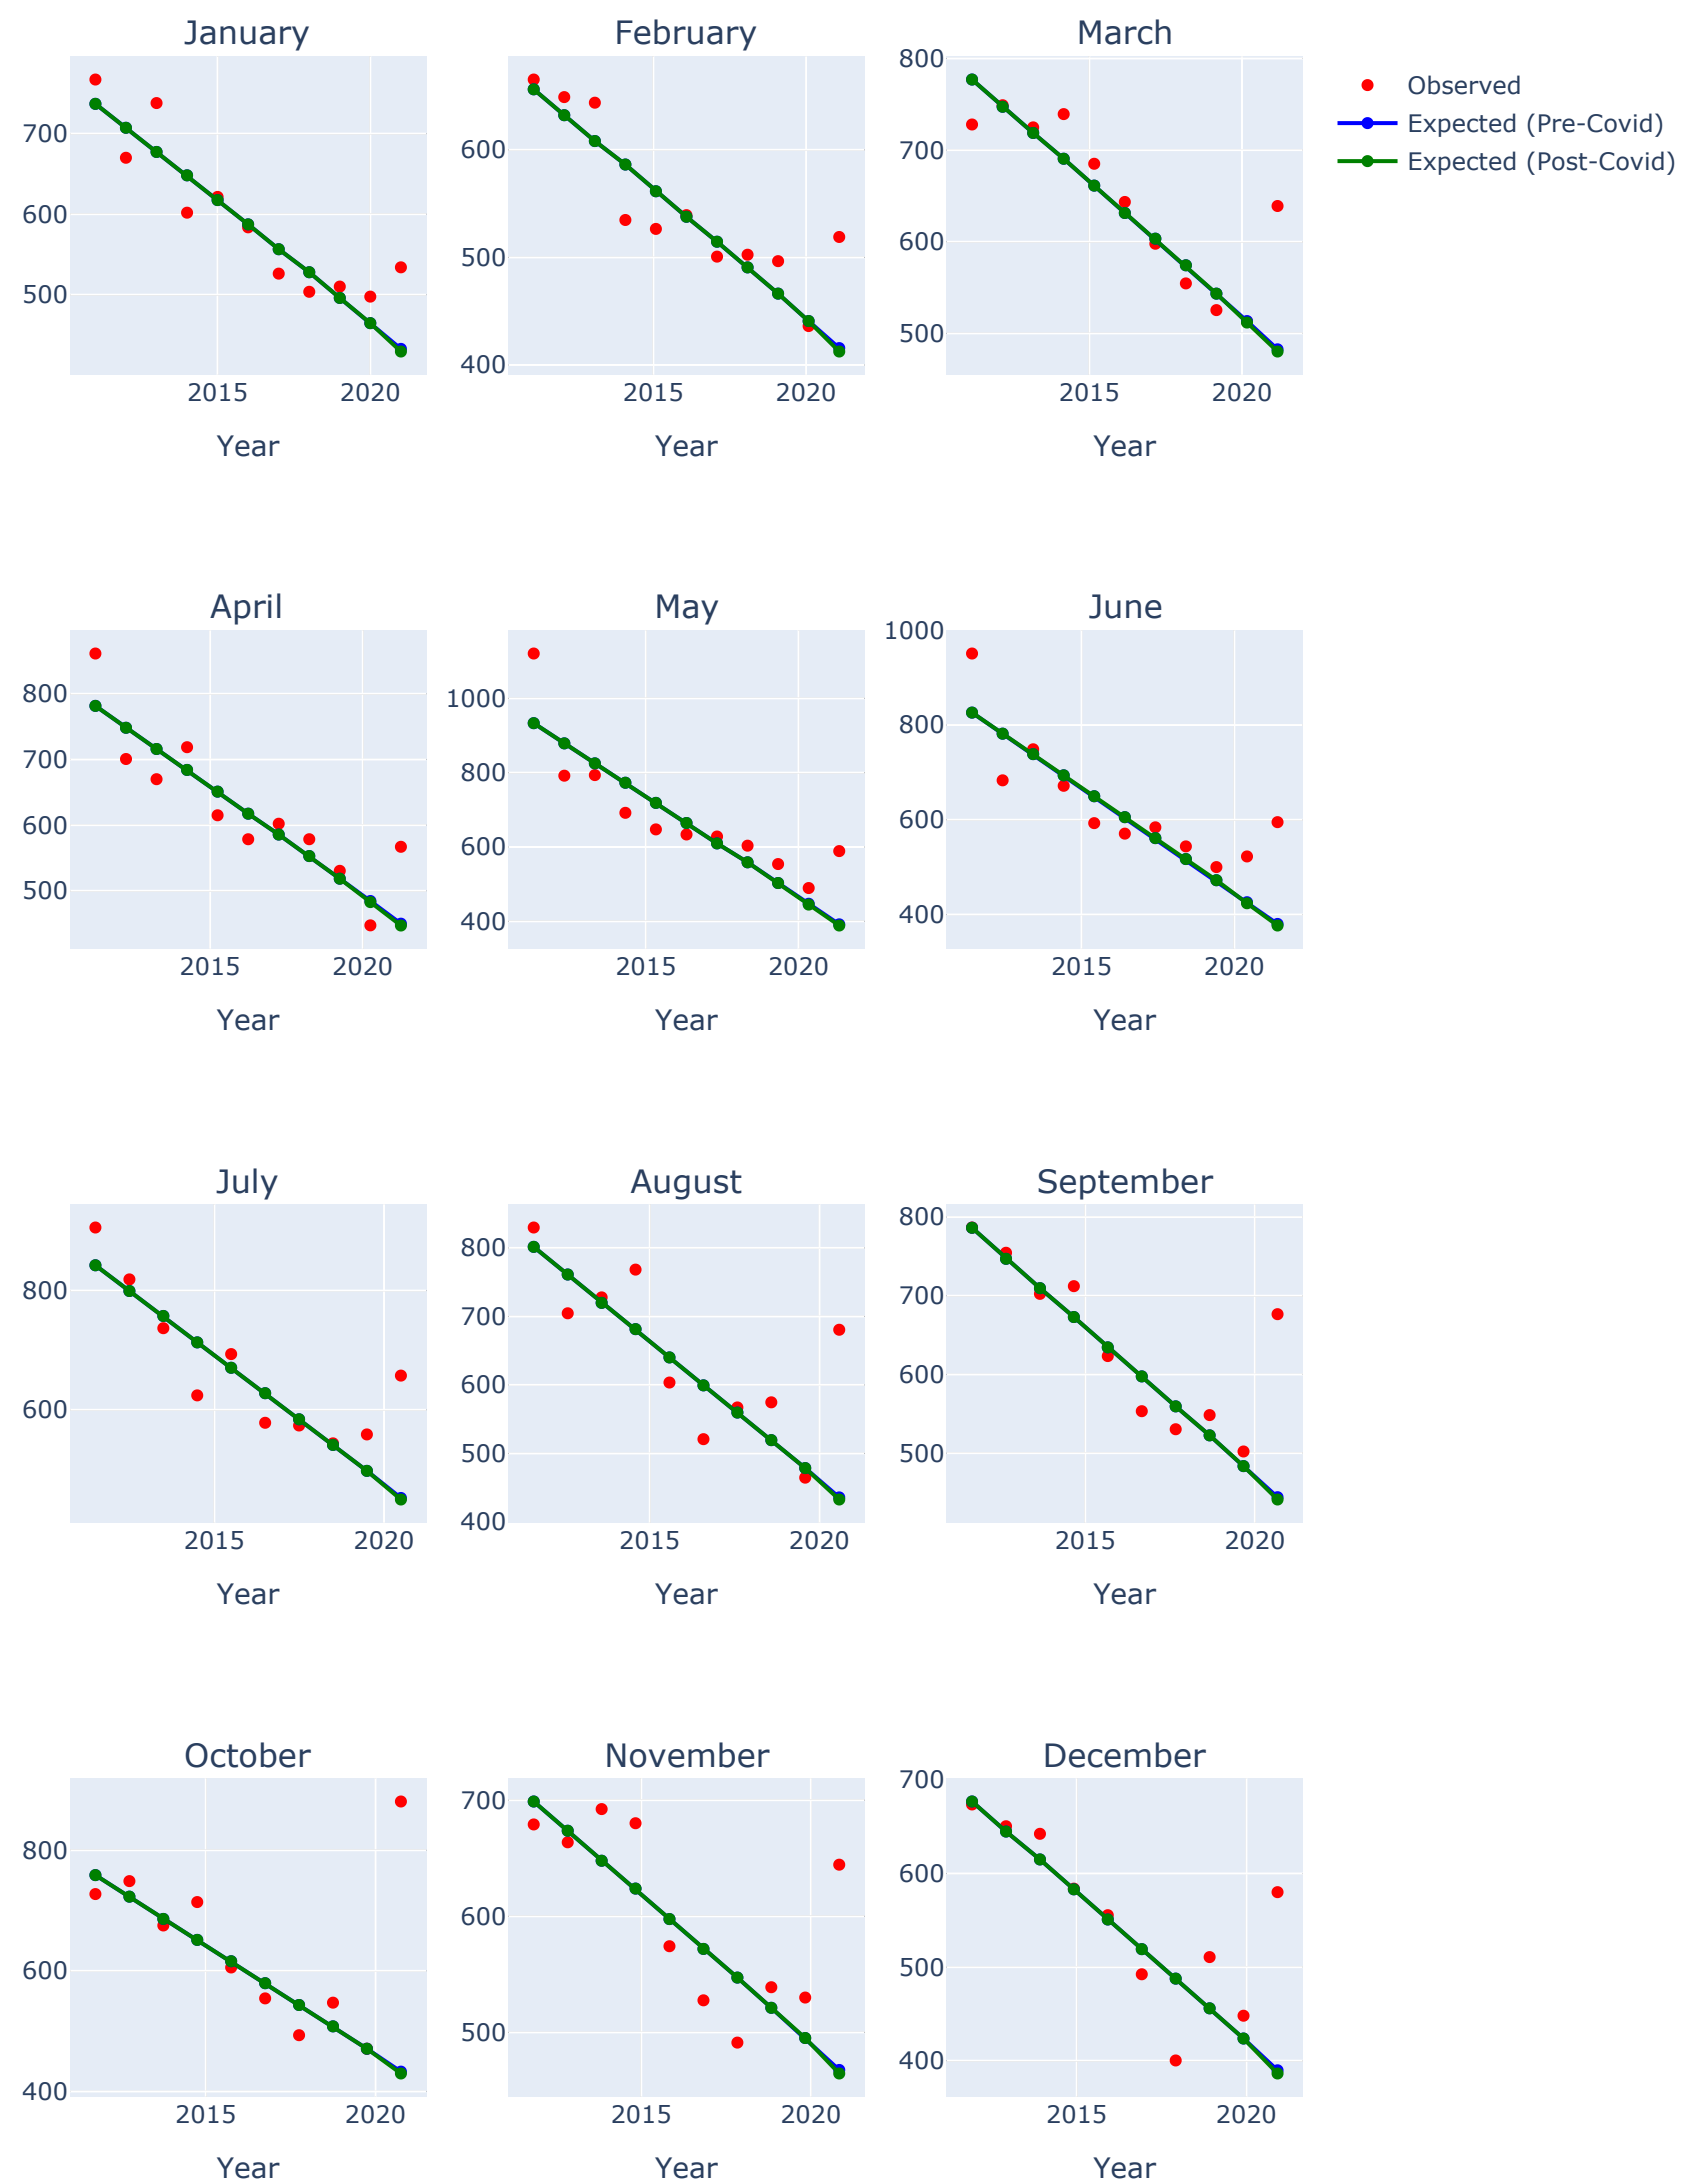 January
February
March
800
700
600
500
700
600
500
600
500
400
Observed
Expected (Pre-Covid)
Expected (Post-Covid)
2015 2020
2015 2020
2015 2020
Year
Year
Year
April
May
June
800
700
600
500
1000
800
600
400
1000
800
600
400
2015 2020
2015 2020
2015 2020
Year
Year
Year
July
August
September
800
600
800
700
600
500
400
800
700
600
500
2015 2020
2015 2020
2015 2020
Year
Year
Year
October
November
December
800
600
400
700
600
500
700
600
500
400
2015 2020
2015 2020
2015 2020
Year
Year
Year